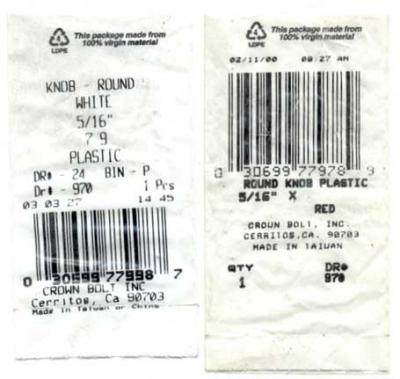 This package made from
100% virgin material
LDPE
KNOB - ROUND
WHITE
5/16"
7 9
PLASTIC
DR# - 24 BIN - P
Dr# - 970 1 Pcs
03 03 27 14 45
0 30699 77998 7
CROWN BOLT INC
Cerritos, Ca 90703
Made in Taiwan or China
This package made from
100% virgin material
LDPE
02/11/00 09:27 AM
0 30699 77978 9
ROUND KNOB PLASTIC
5/16" X
RED
CROWN BOLT, INC.
CERRITOS,CA. 90703
MADE IN TAIWAN
QTY DR#
1 970